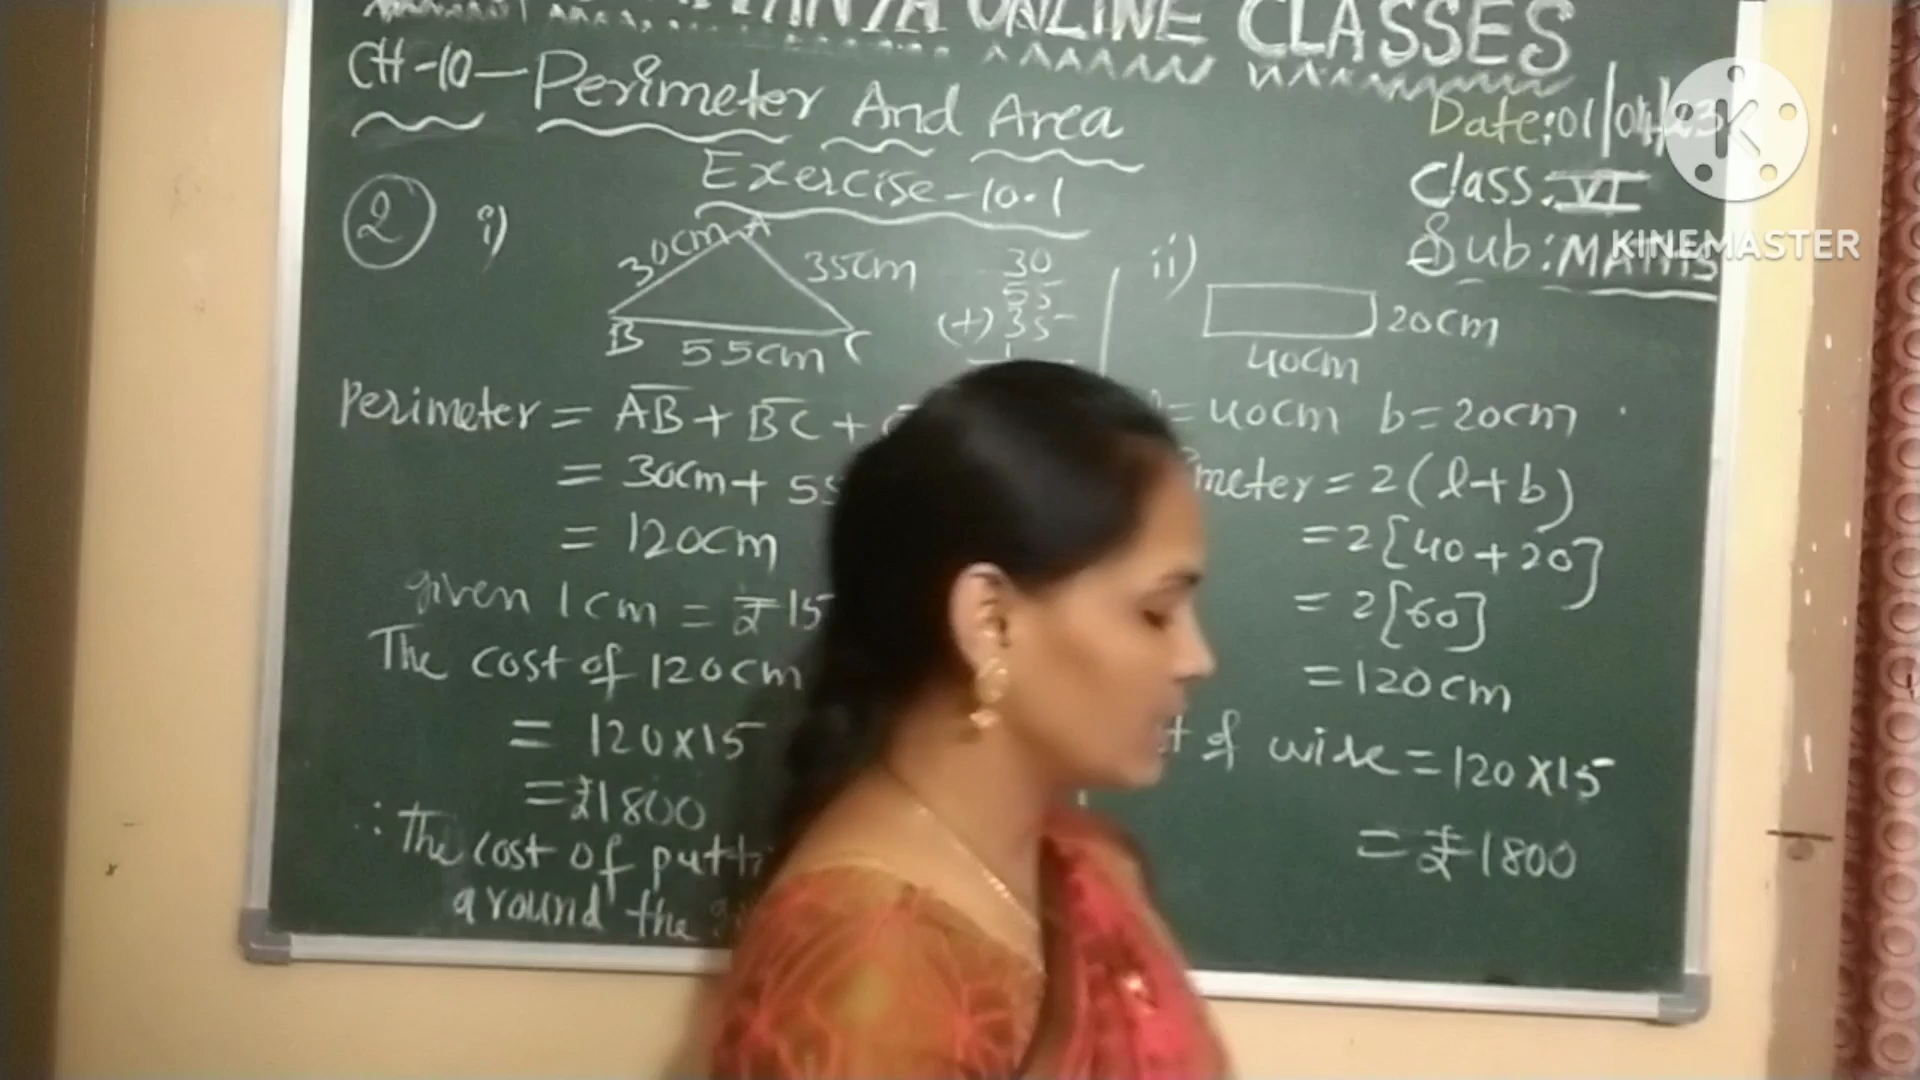 ONLINE CLASSES
CH-10-Perimeter And Area
Date:01/04/23
Exercise-10.1
Class:VI
Sub:MATHS
KINEMASTER
2 i)
A
30cm
35cm
B
55cm
C
30
55
(+)35
ii)
20cm
40cm
Perimeter = AB + BC +
= 30cm+
= 120cm
given 1cm = ₹15
The cost of 120cm
= 120x15
= ₹1800
∴ The cost of
around the
= 40cm b=20cm
= 2(l+b)
=2[40+20]
= 2[60]
=120cm
of wire =120X15
= ₹1800